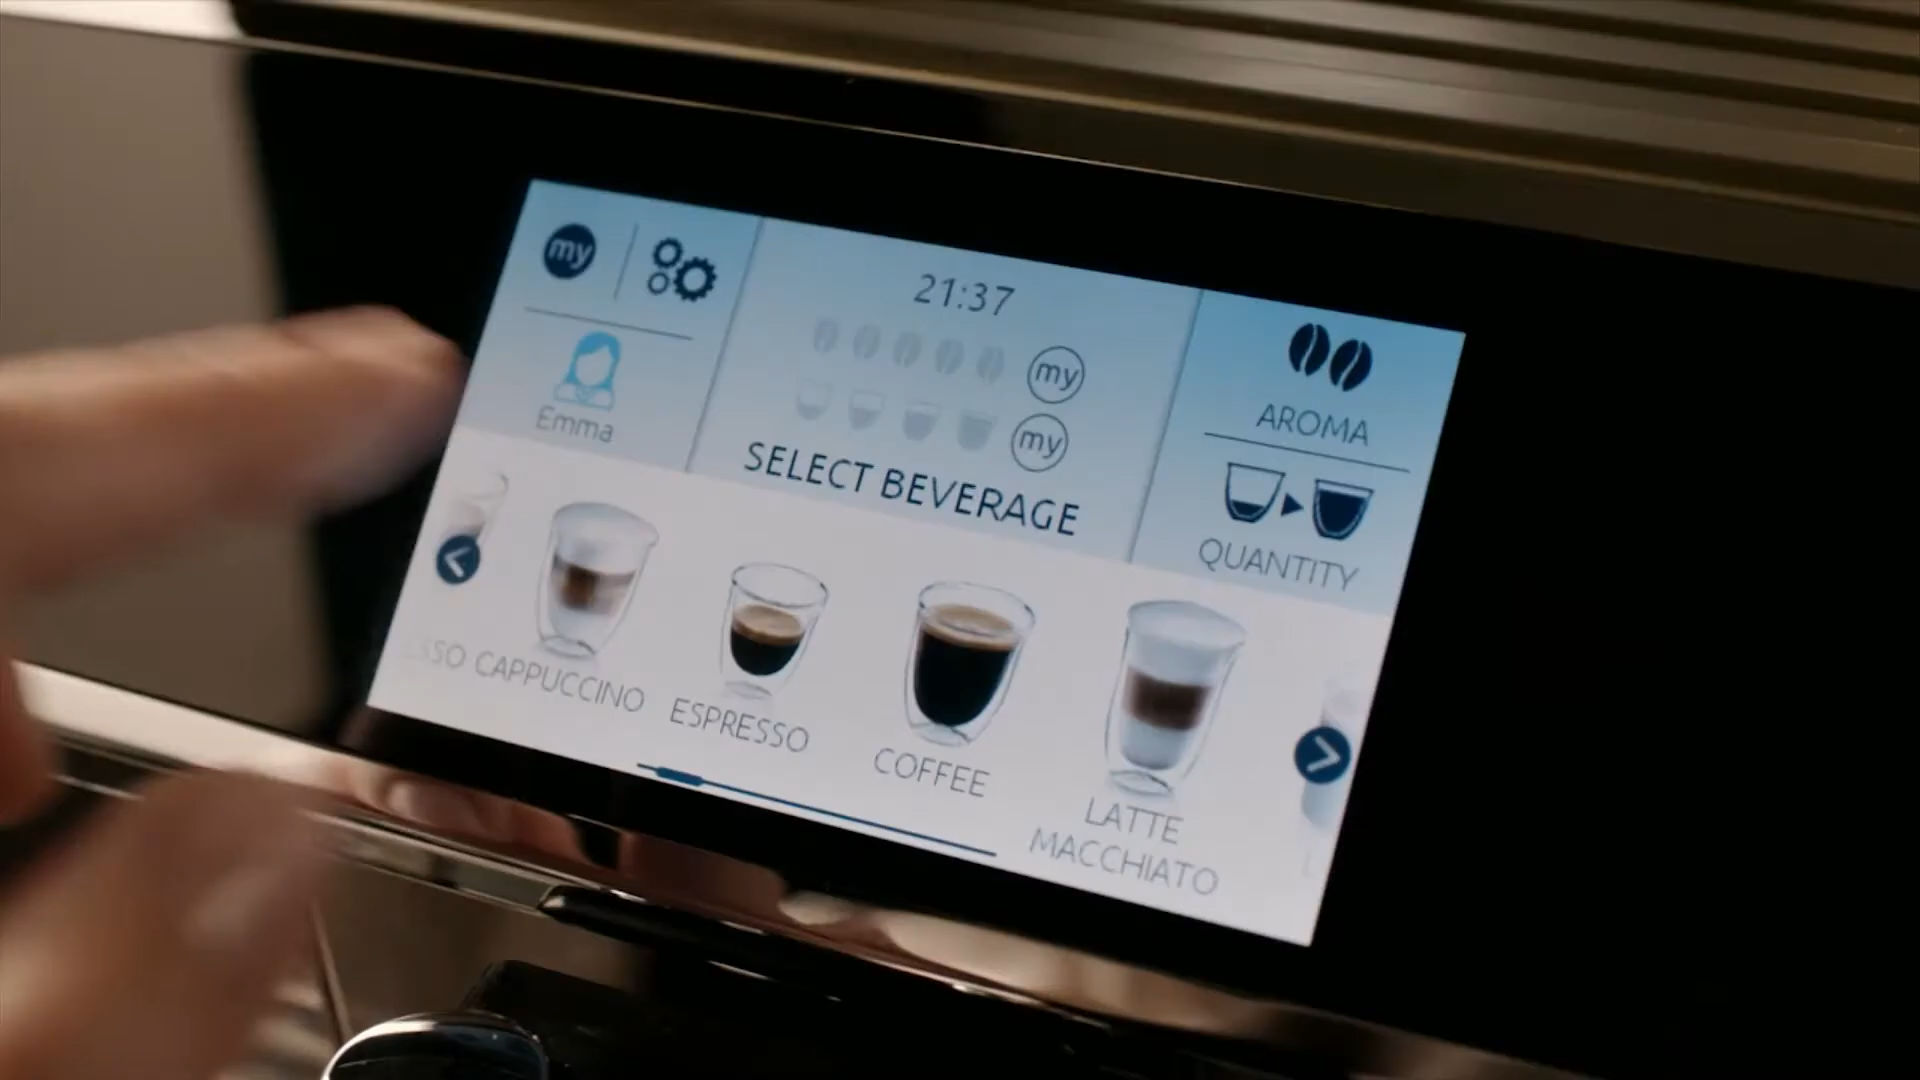 my
21:37
my
my
Emma
SELECT BEVERAGE
AROMA
QUANTITY
CAPPUCCINO
ESPRESSO
COFFEE
LATTE
MACCHIATO